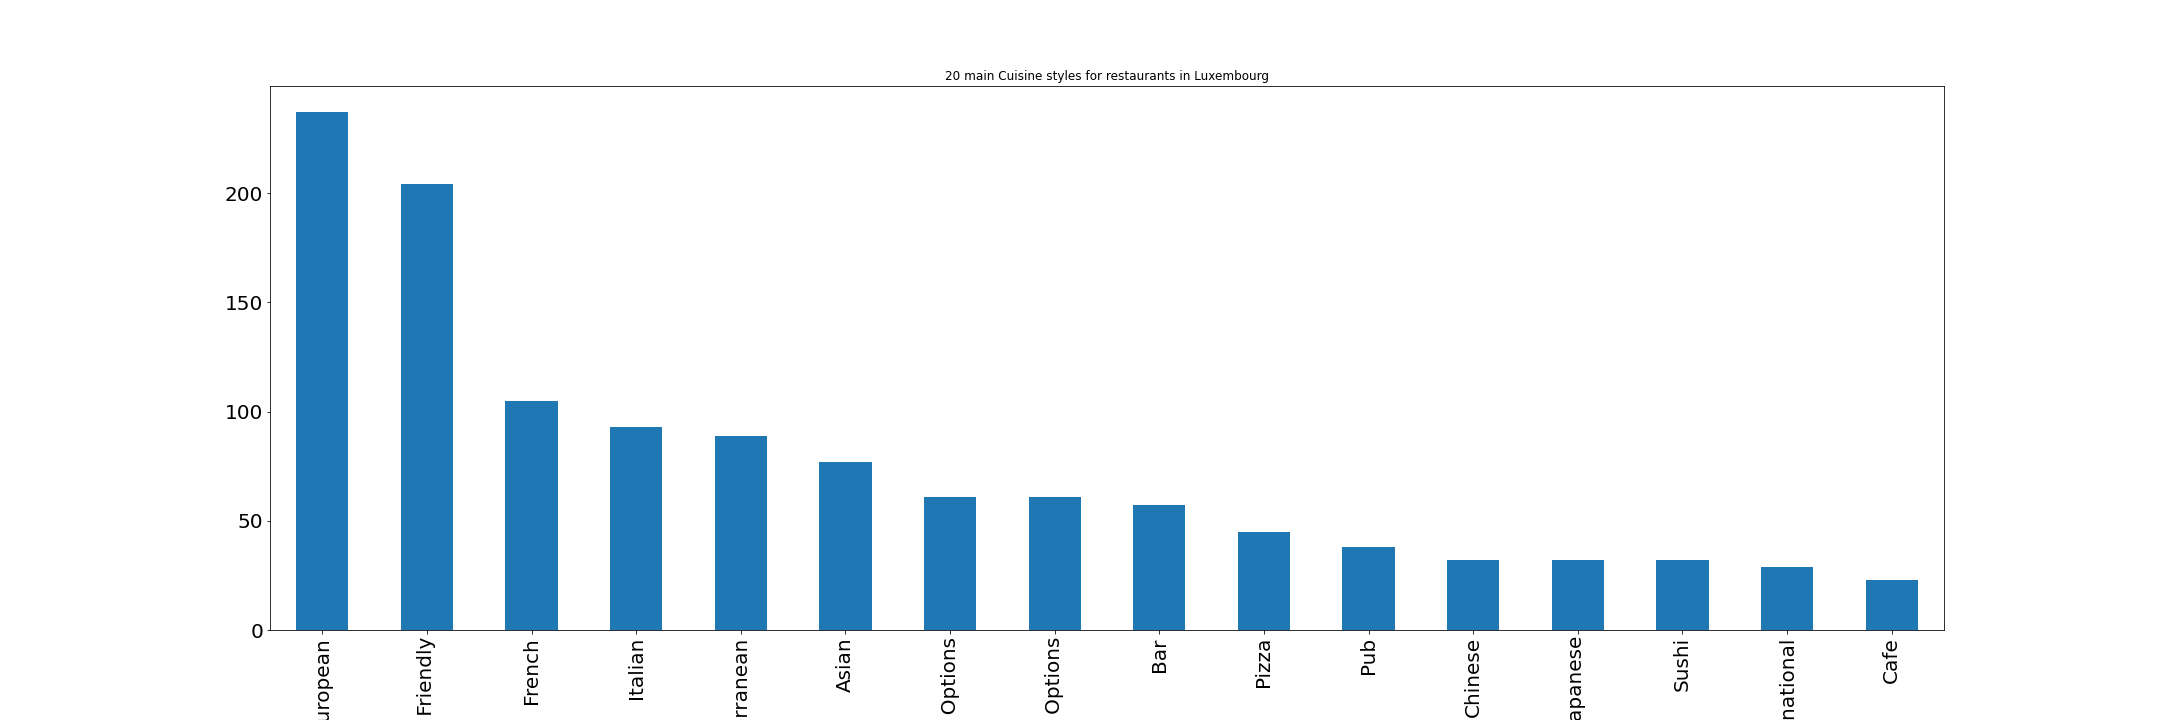 20 main Cuisine styles for restaurants in Luxembourg
200
150
100
50
0
uropean
Friendly
French
Italian
rranean
Asian
Options
Options
Bar
Pizza
Pub
Chinese
apanese
Sushi
national
Cafe